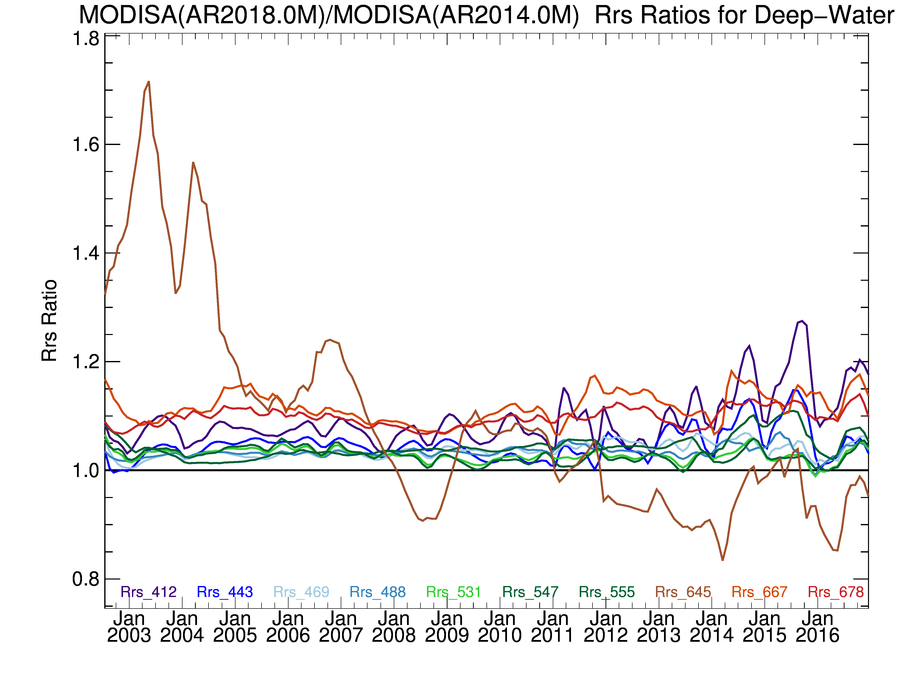 MODISA(AR2018.0M)/MODISA(AR2014.0M) Rrs Ratios for Deep−Water
1.8
1.6
1.4
1.2
1.0
0.8
Rrs Ratio
Rrs_412 Rrs_443 Rrs_469 Rrs_488 Rrs_531 Rrs_547 Rrs_555 Rrs_645 Rrs_667 Rrs_678
Jan Jan Jan Jan Jan Jan Jan Jan Jan Jan Jan Jan Jan Jan
2003 2004 2005 2006 2007 2008 2009 2010 2011 2012 2013 2014 2015 2016